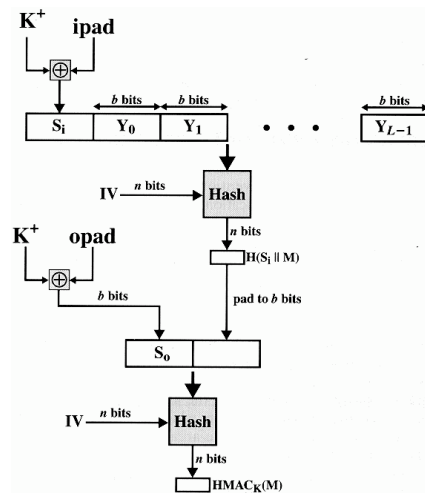 K+ ipad
⊕
b bits b bits b bits
Si Y0 Y1 • • • YL−1
IV n bits Hash
n bits
H(Si || M)
K+ opad
⊕
b bits pad to b bits
So
IV n bits Hash
n bits
HMACK(M)